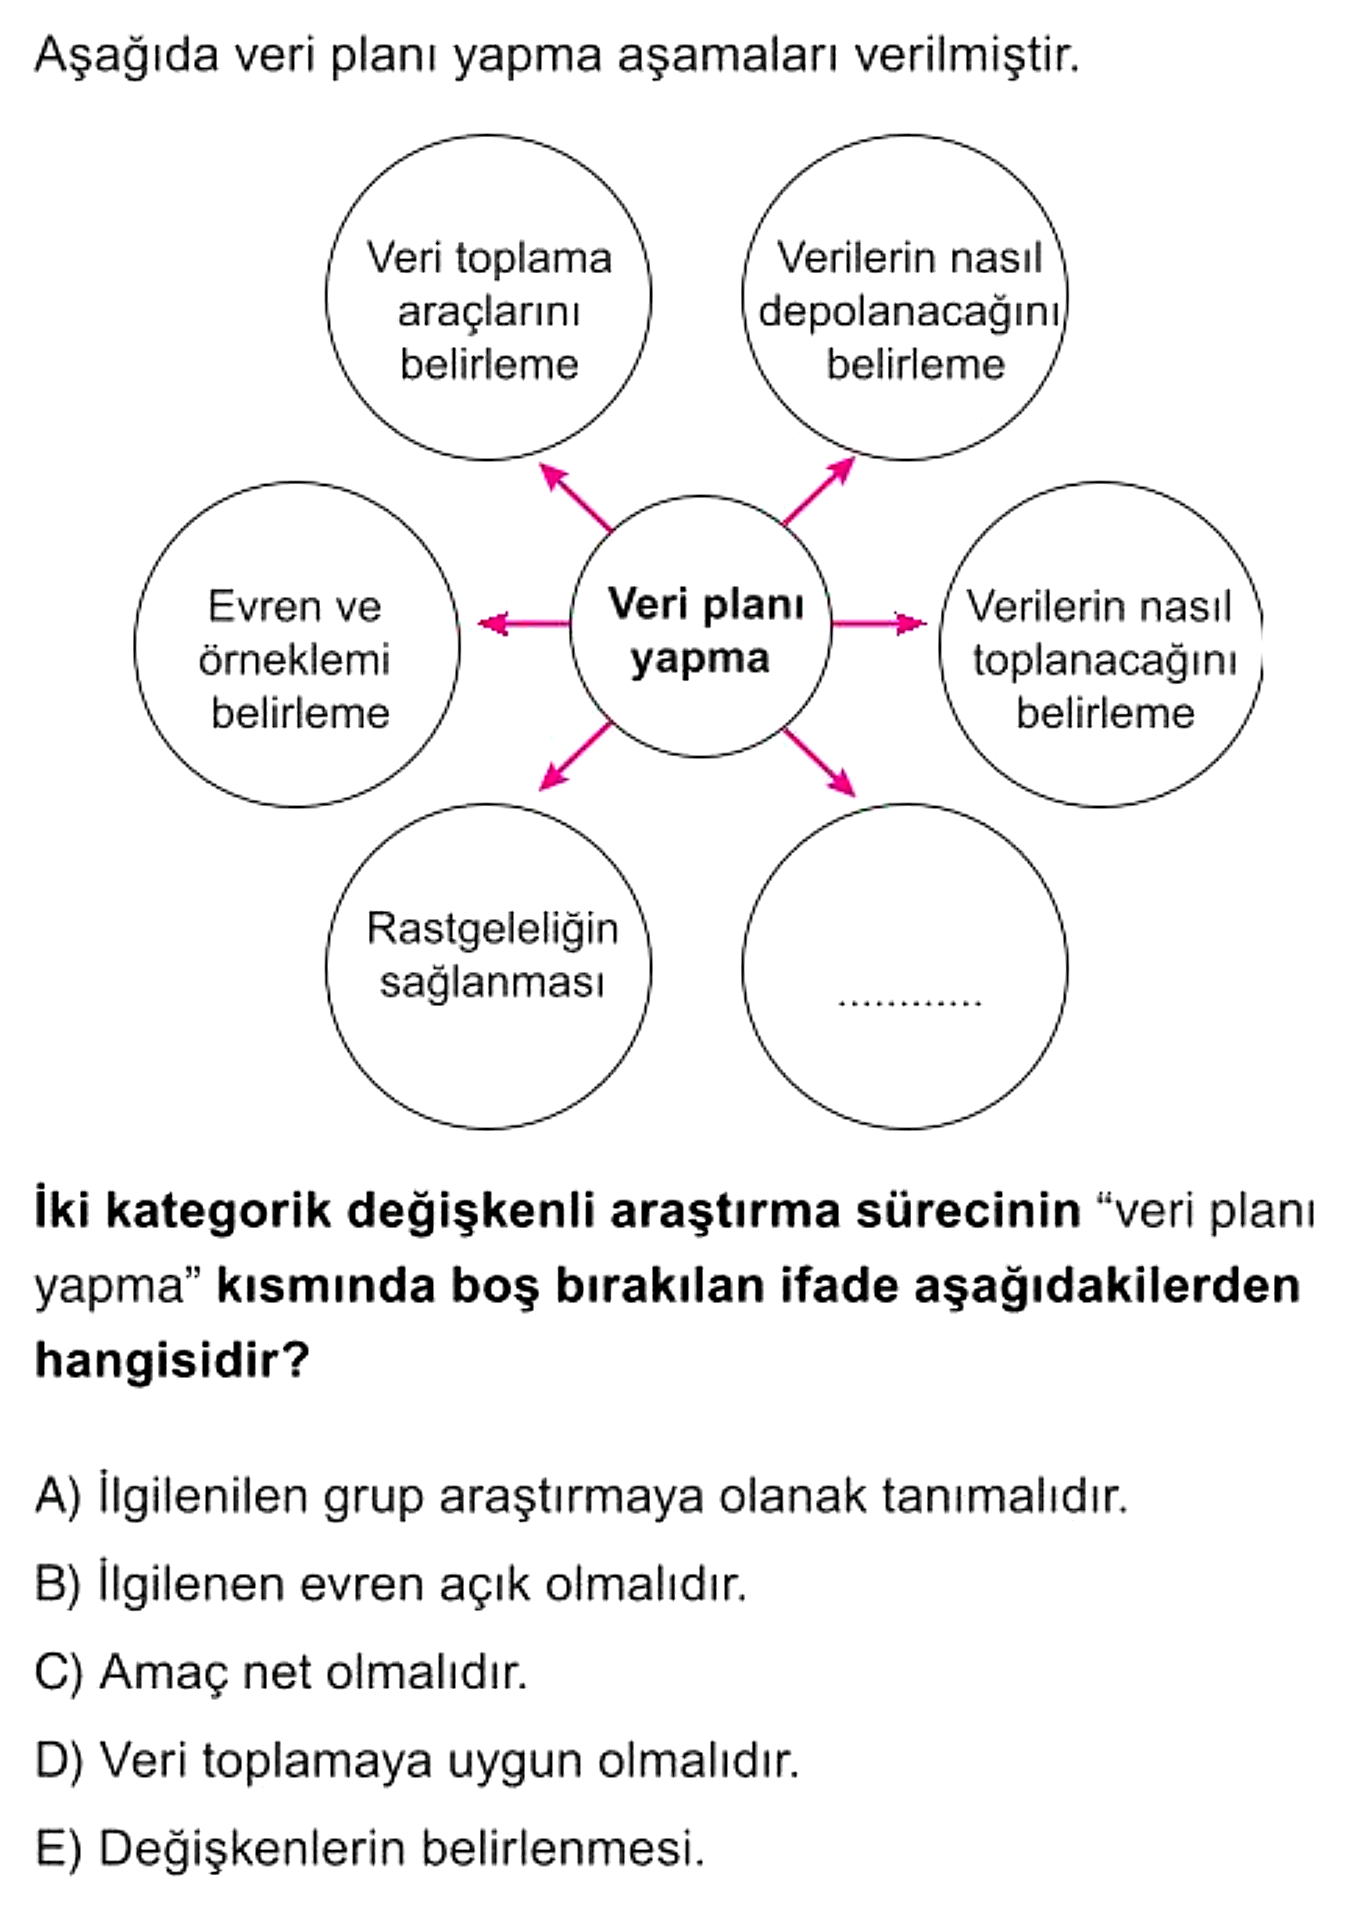 Aşağıda veri planı yapma aşamaları verilmiştir.
Veri toplama
araçlarını
belirleme
Verilerin nasıl
depolanacağını
belirleme
Evren ve
örneklemi
belirleme
Veri planı
yapma
Verilerin nasıl
toplanacağını
belirleme
Rastgeleliğin
sağlanması
............
İki kategorik değişkenli araştırma sürecinin “veri planı
yapma” kısmında boş bırakılan ifade aşağıdakilerden
hangisidir?
A) İlgilenilen grup araştırmaya olanak tanımalıdır.
B) İlgilenen evren açık olmalıdır.
C) Amaç net olmalıdır.
D) Veri toplamaya uygun olmalıdır.
E) Değişkenlerin belirlenmesi.